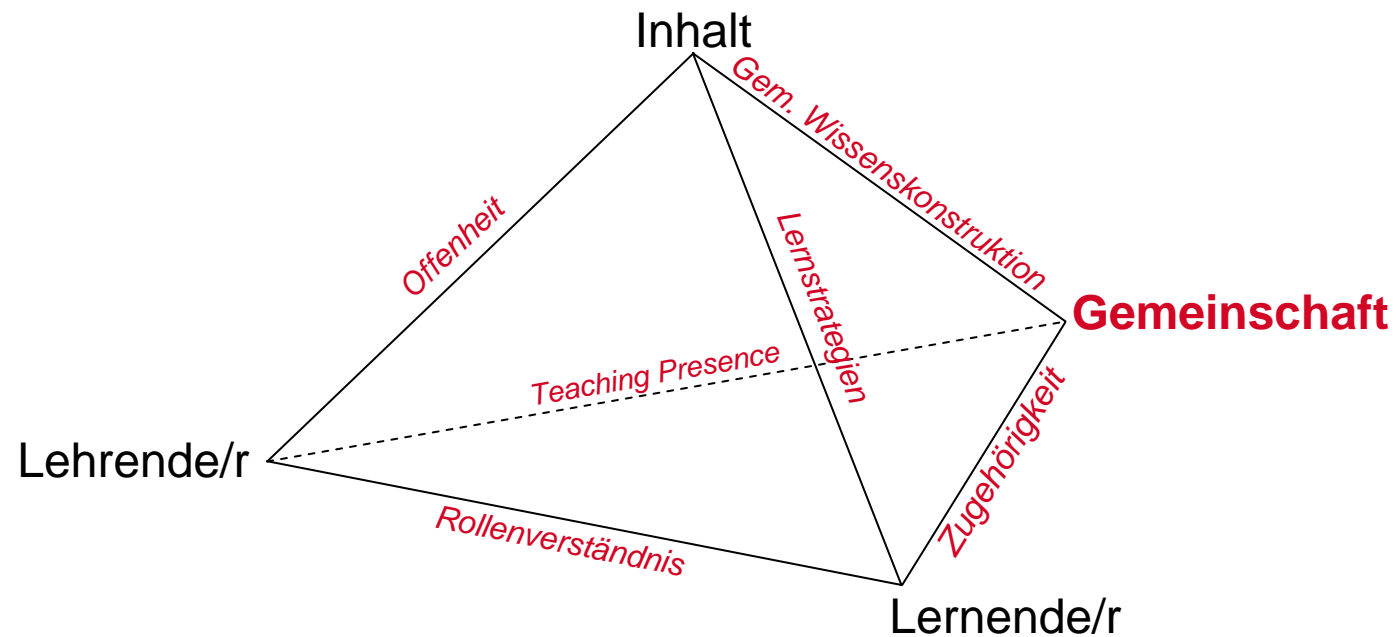 Inhalt
Gem. Wissenskonstruktion
Offenheit
Lernstrategien
Gemeinschaft
Teaching Presence
Zugehörigkeit
Lehrende/r
Rollenverständnis
Lernende/r